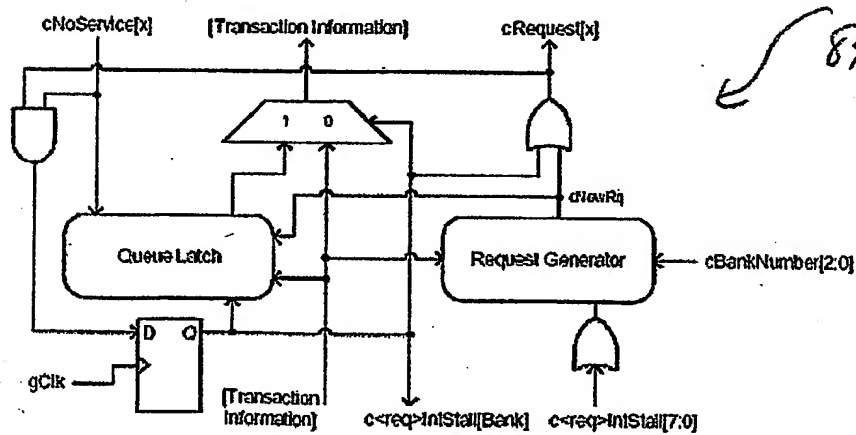 cNoService[x]
[Transaction Information]
cRequest[x]
1 0
cNewRq
Queue Latch
Request Generator
cBankNumber[2:0]
D Q
gClk
[Transaction
Information]
c<req>IntStall[Bank]
c<req>IntStall[7:0]